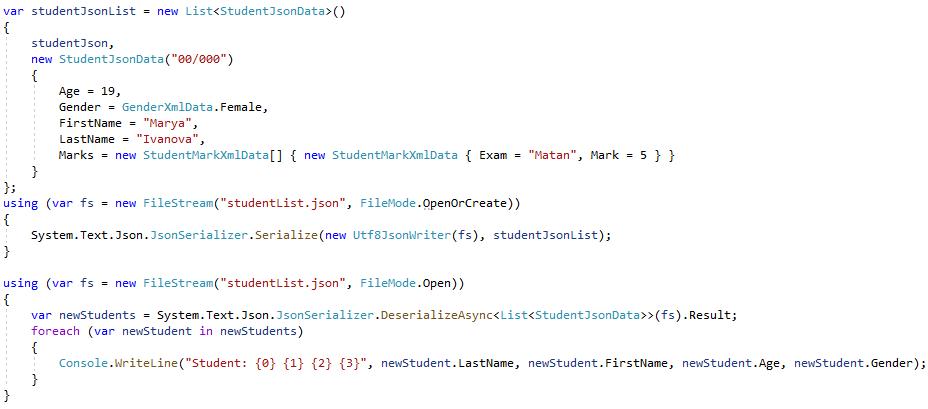 var studentJsonList = new List<StudentJsonData>()
{
    studentJson,
    new StudentJsonData("00/000")
    {
        Age = 19,
        Gender = GenderXmlData.Female,
        FirstName = "Marya",
        LastName = "Ivanova",
        Marks = new StudentMarkXmlData[] { new StudentMarkXmlData { Exam = "Matan", Mark = 5 } }
    }
};
using (var fs = new FileStream("studentList.json", FileMode.OpenOrCreate))
{
    System.Text.Json.JsonSerializer.Serialize(new Utf8JsonWriter(fs), studentJsonList);
}

using (var fs = new FileStream("studentList.json", FileMode.Open))
{
    var newStudents = System.Text.Json.JsonSerializer.DeserializeAsync<List<StudentJsonData>>(fs).Result;
    foreach (var newStudent in newStudents)
    {
        Console.WriteLine("Student: {0} {1} {2} {3}", newStudent.LastName, newStudent.FirstName, newStudent.Age, newStudent.Gender);
    }
}